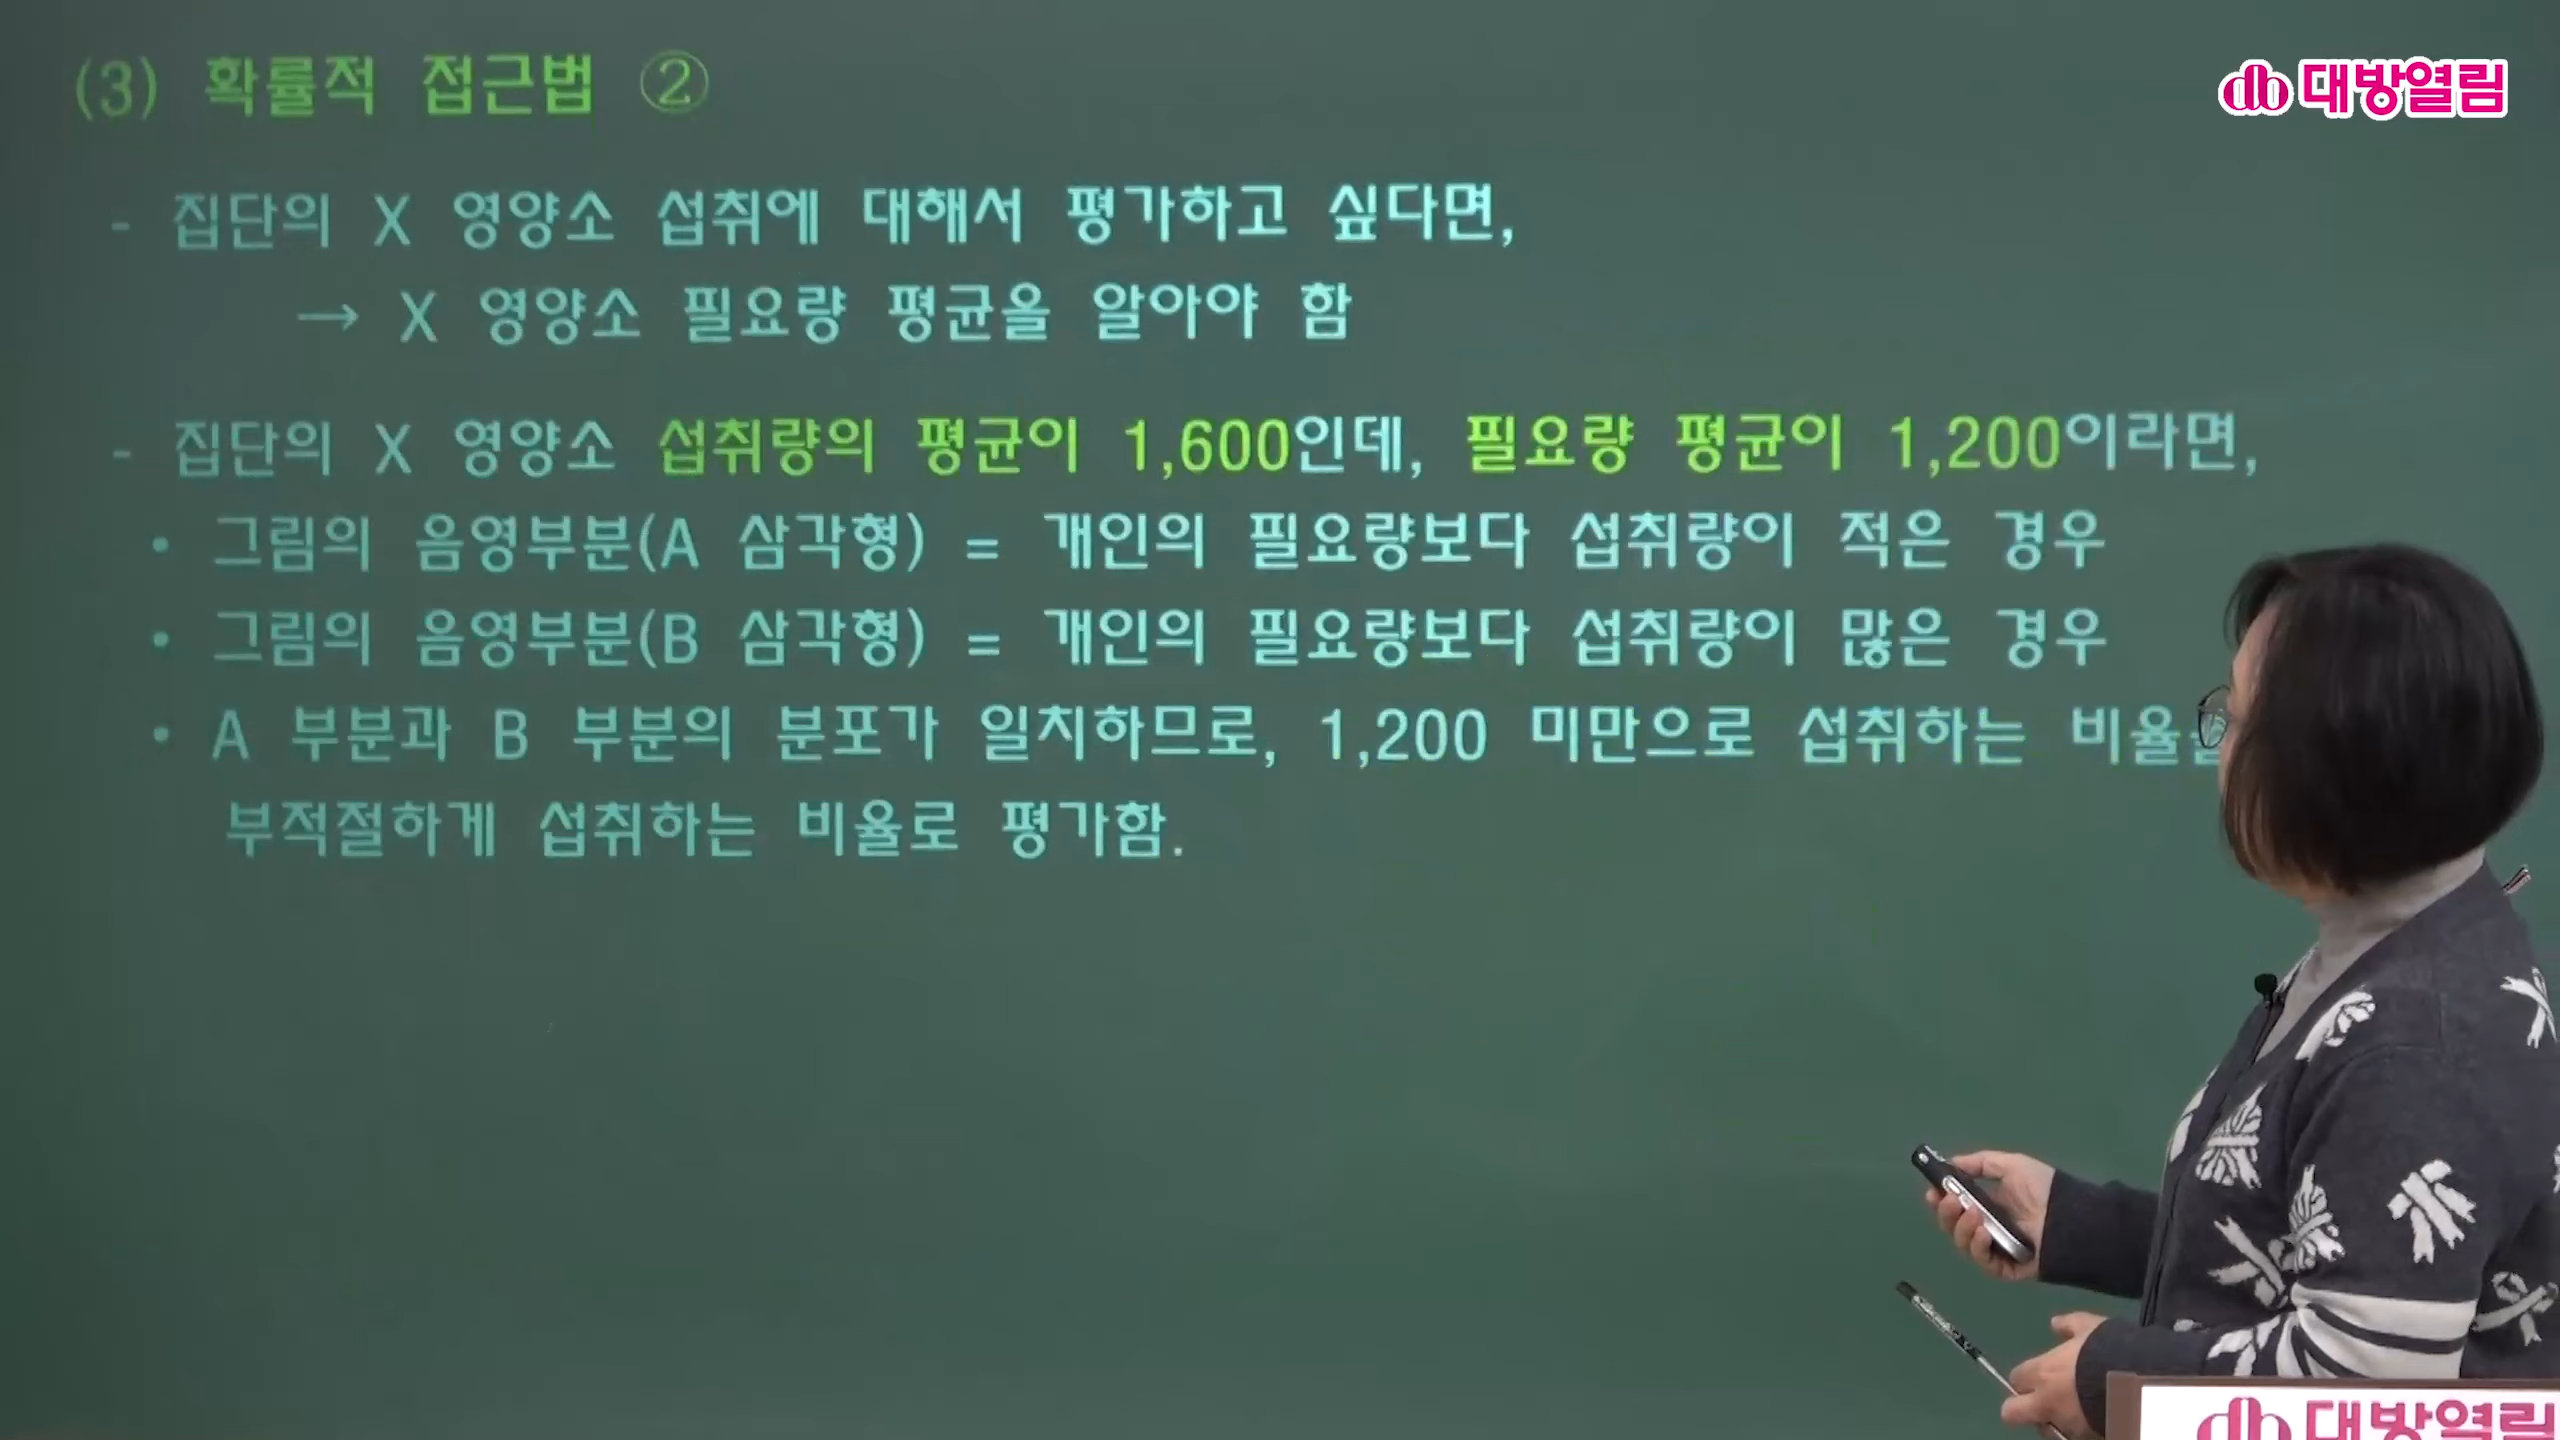 (3) 확률적 접근법 ②
대방열림
- 집단의 X 영양소 섭취에 대해서 평가하고 싶다면,
→ X 영양소 필요량 평균을 알아야 함
- 집단의 X 영양소 섭취량의 평균이 1,600인데, 필요량 평균이 1,200이라면,
• 그림의 음영부분(A 삼각형) = 개인의 필요량보다 섭취량이 적은 경우
• 그림의 음영부분(B 삼각형) = 개인의 필요량보다 섭취량이 많은 경우
• A 부분과 B 부분의 분포가 일치하므로, 1,200 미만으로 섭취하는 비율을
부적절하게 섭취하는 비율로 평가함.
대방열림